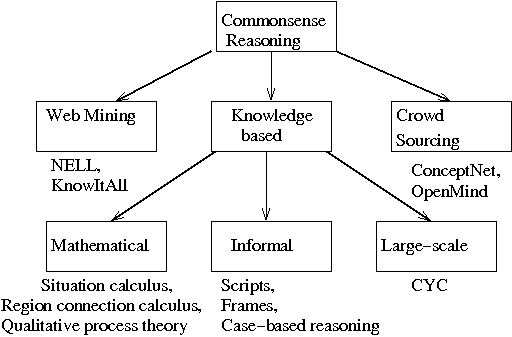 Commonsense
Reasoning
Web Mining
Knowledge
based
Crowd
Sourcing
NELL,
KnowItAll
ConceptNet,
OpenMind
Mathematical
Informal
Large-scale
Situation calculus,
Region connection calculus,
Qualitative process theory
Scripts,
Frames,
Case-based reasoning
CYC